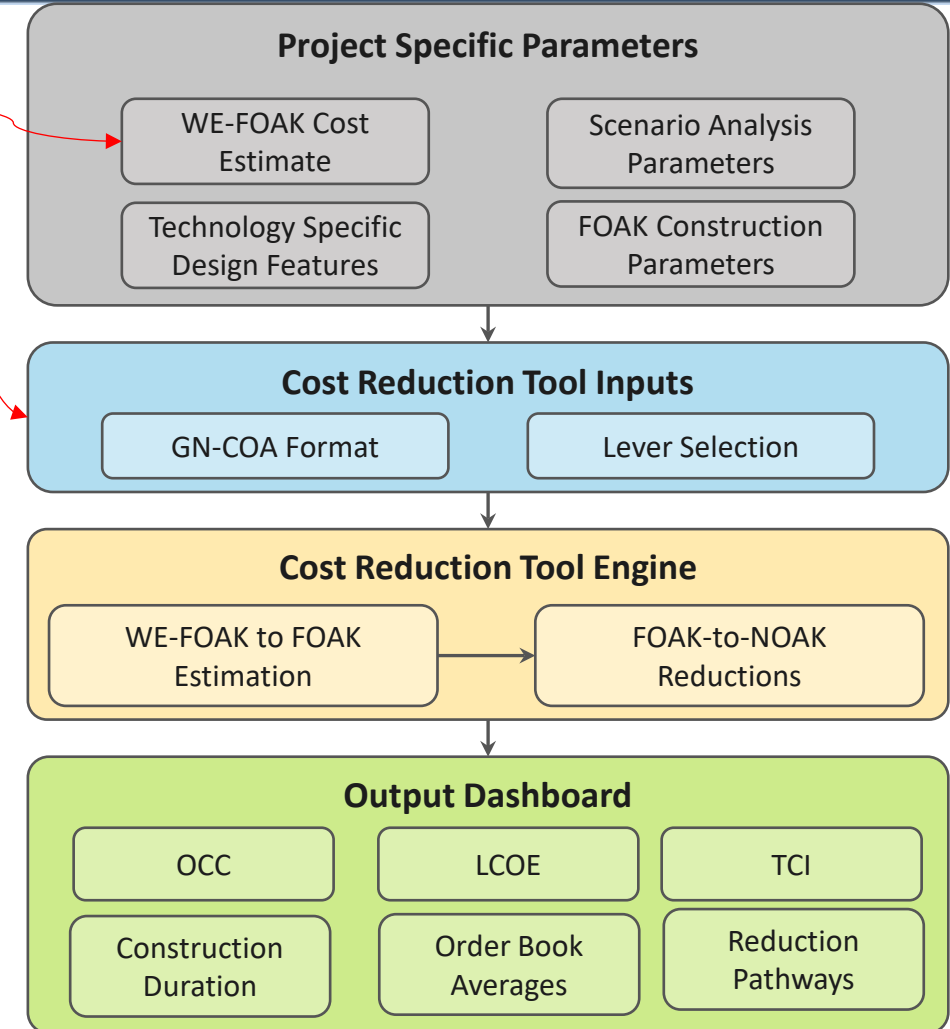 Project Specific Parameters
WE-FOAK Cost
Estimate
Scenario Analysis
Parameters
Technology Specific
Design Features
FOAK Construction
Parameters
Cost Reduction Tool Inputs
GN-COA Format
Lever Selection
Cost Reduction Tool Engine
WE-FOAK to FOAK
Estimation
FOAK-to-NOAK
Reductions
Output Dashboard
OCC
LCOE
TCI
Construction
Duration
Order Book
Averages
Reduction
Pathways